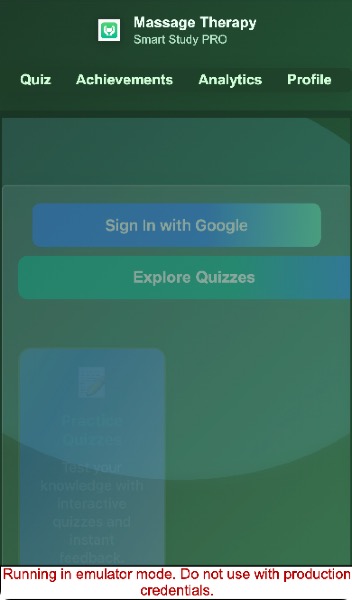 Massage Therapy
Smart Study PRO
Quiz Achievements Analytics Profile
Sign In with Google
Explore Quizzes
Practice
Quizzes
Test your
knowledge with
interactive
quizzes and
instant
feedback.
Running in emulator mode. Do not use with production
credentials.